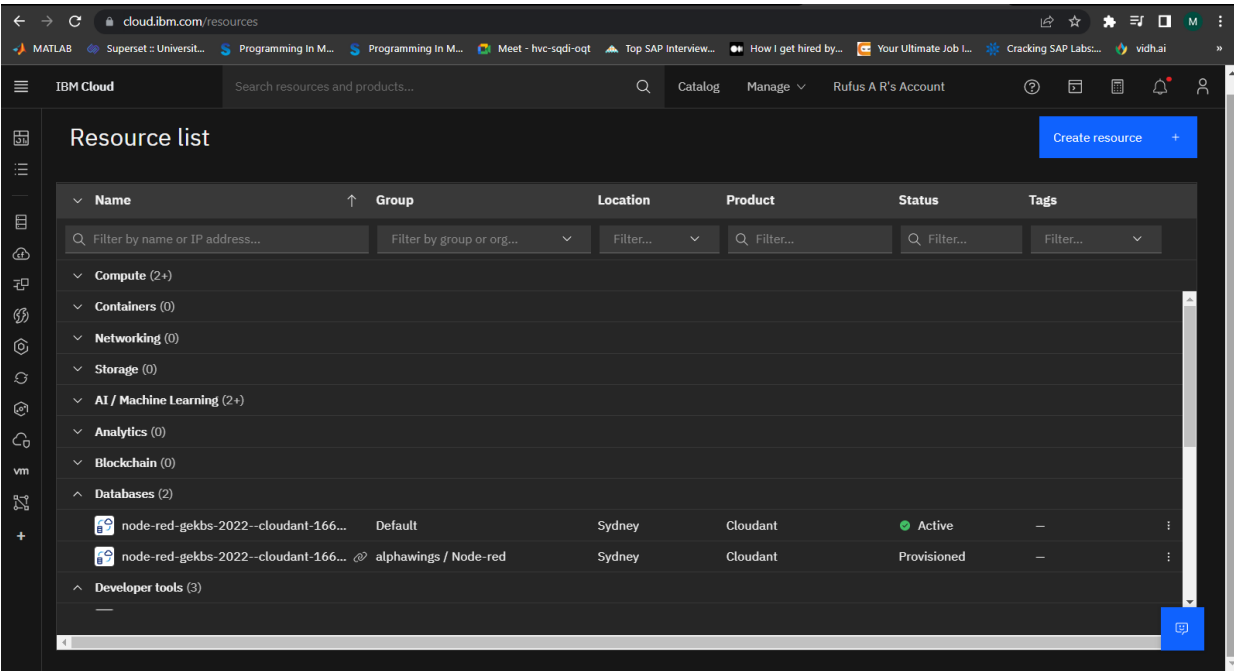 cloud.ibm.com/resources
M
MATLAB Superset :: Universit... Programming In M... Programming In M... Meet - hvc-sqdi-oqt Top SAP Interview... How I get hired by... Your Ultimate Job I... Cracking SAP Labs:... vidh.ai »
IBM Cloud Search resources and products... Catalog Manage Rufus A R's Account
Resource list
Create resource +
Name Group Location Product Status Tags
Filter by name or IP address... Filter by group or org... Filter... Filter... Filter... Filter...
Compute (2+)
Containers (0)
Networking (0)
Storage (0)
AI / Machine Learning (2+)
Analytics (0)
Blockchain (0)
vm
Databases (2)
node-red-gekbs-2022--cloudant-166... Default Sydney Cloudant Active —
node-red-gekbs-2022--cloudant-166... alphawings / Node-red Sydney Cloudant Provisioned —
Developer tools (3)